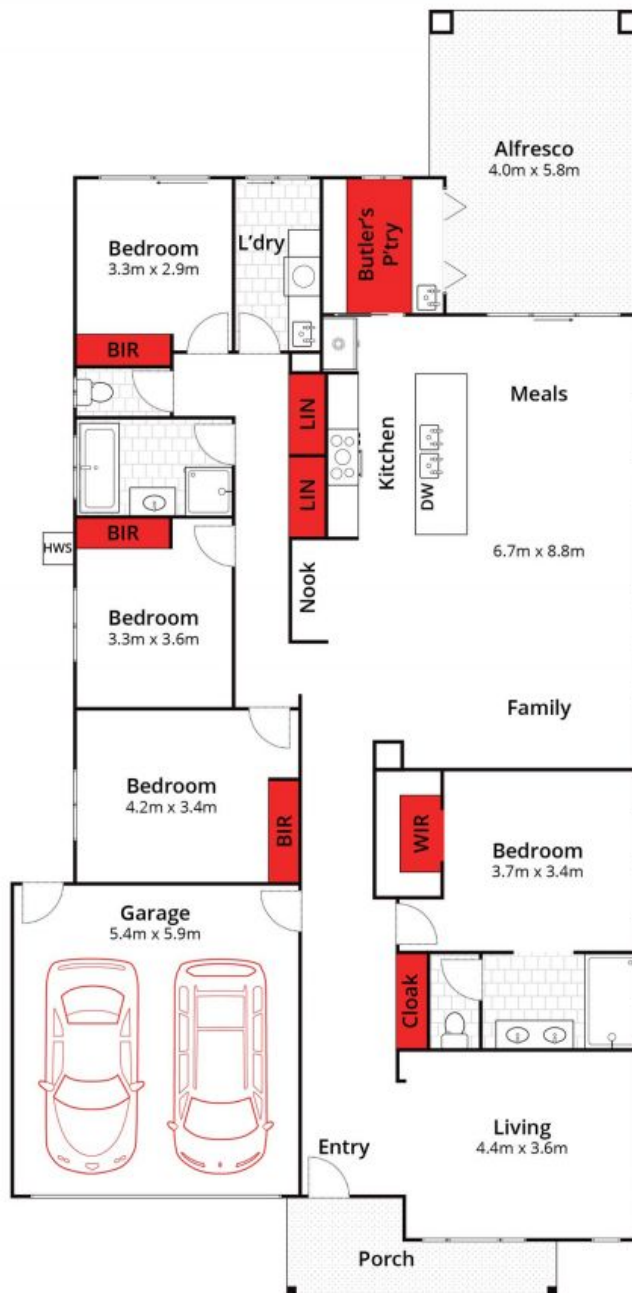 Alfresco
4.0m x 5.8m
Bedroom
3.3m x 2.9m
L'dry
Butler's
P'try
BIR
LIN
LIN
Kitchen
DW
Meals
6.7m x 8.8m
BIR
HWS
Nook
Bedroom
3.3m x 3.6m
Family
Bedroom
4.2m x 3.4m
BIR
WIR
Bedroom
3.7m x 3.4m
Garage
5.4m x 5.9m
Cloak
Living
4.4m x 3.6m
Entry
Porch